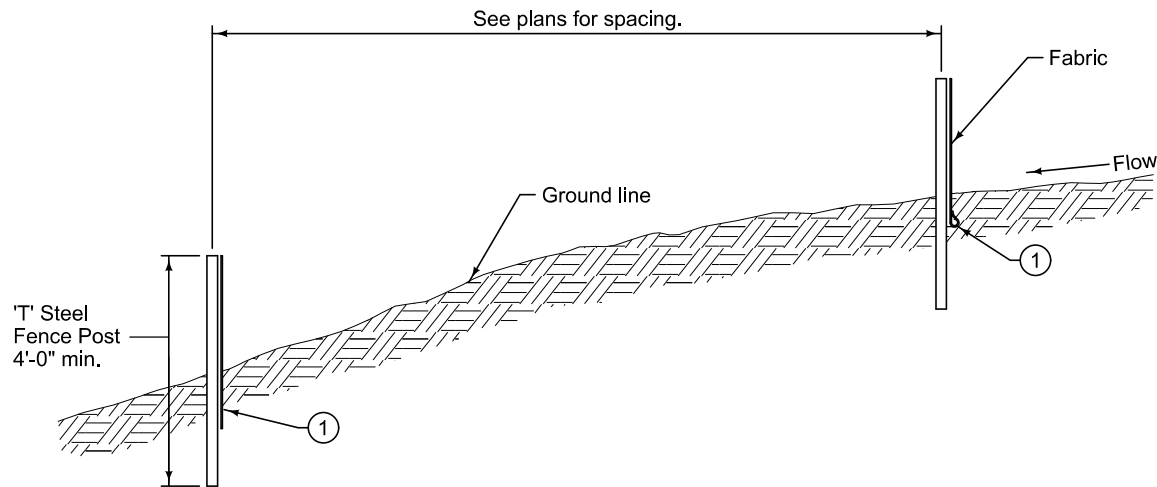 See plans for spacing.
Fabric
Flow
Ground line
1
'T' Steel
Fence Post
4'-0" min.
1